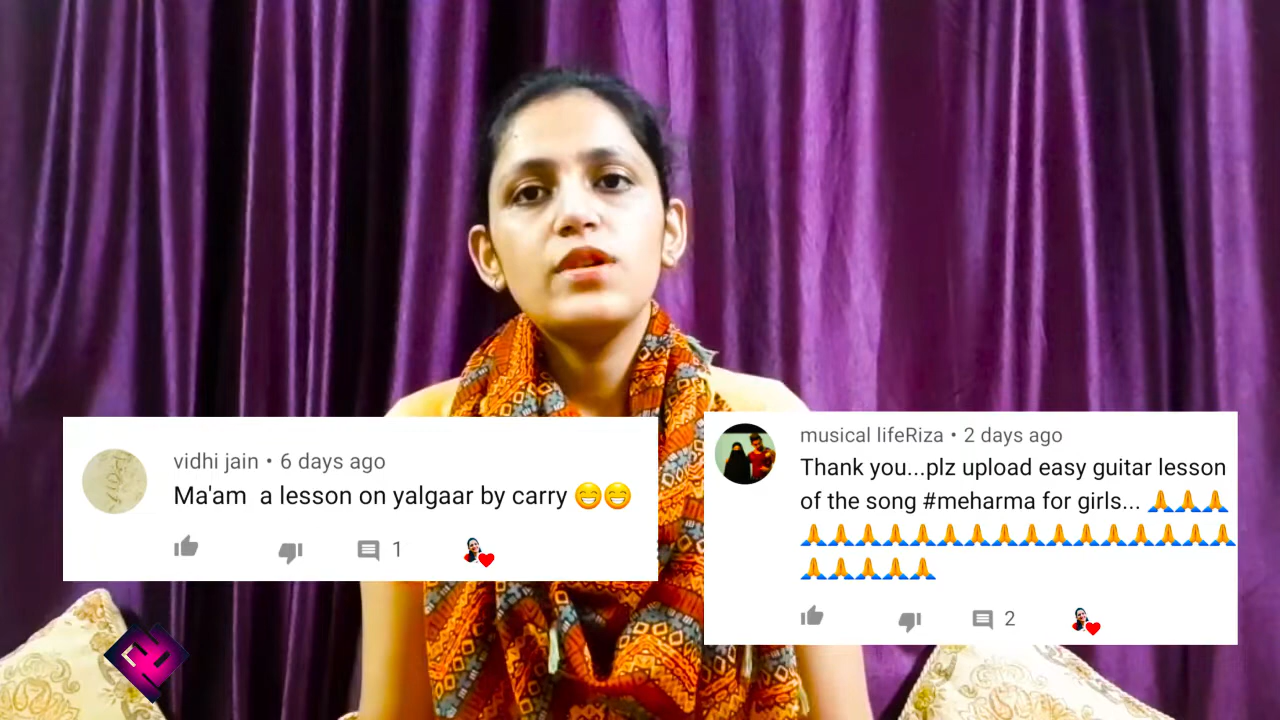 vidhi jain • 6 days ago
Ma'am a lesson on yalgaar by carry 😁😁
1
musical lifeRiza • 2 days ago
Thank you...plz upload easy guitar lesson
of the song #meharma for girls... 🙏🙏🙏
🙏🙏🙏🙏🙏🙏🙏🙏🙏🙏🙏🙏🙏🙏🙏🙏
🙏🙏🙏🙏🙏
2